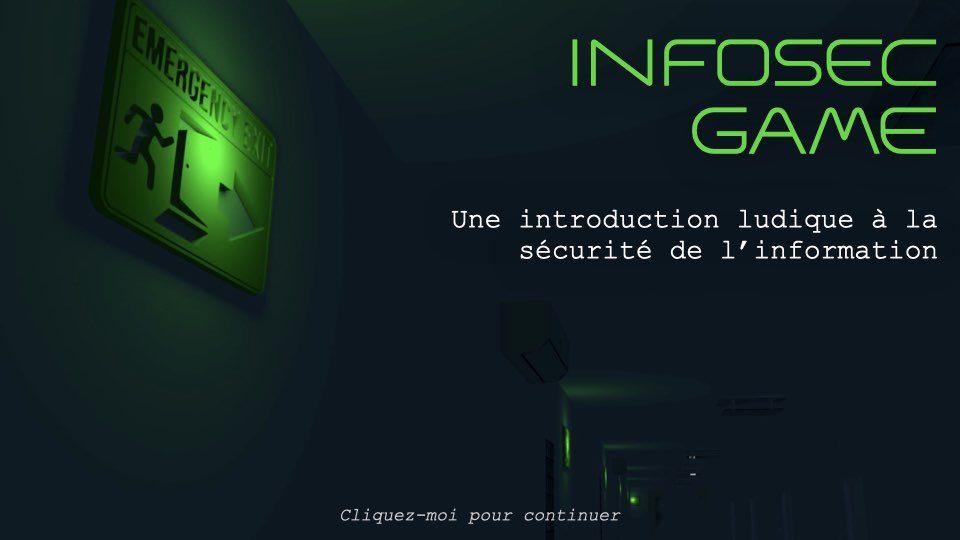 EMERGENCY EXIT
INFOSEC
GAME
Une introduction ludique à la
sécurité de l’information
Cliquez-moi pour continuer